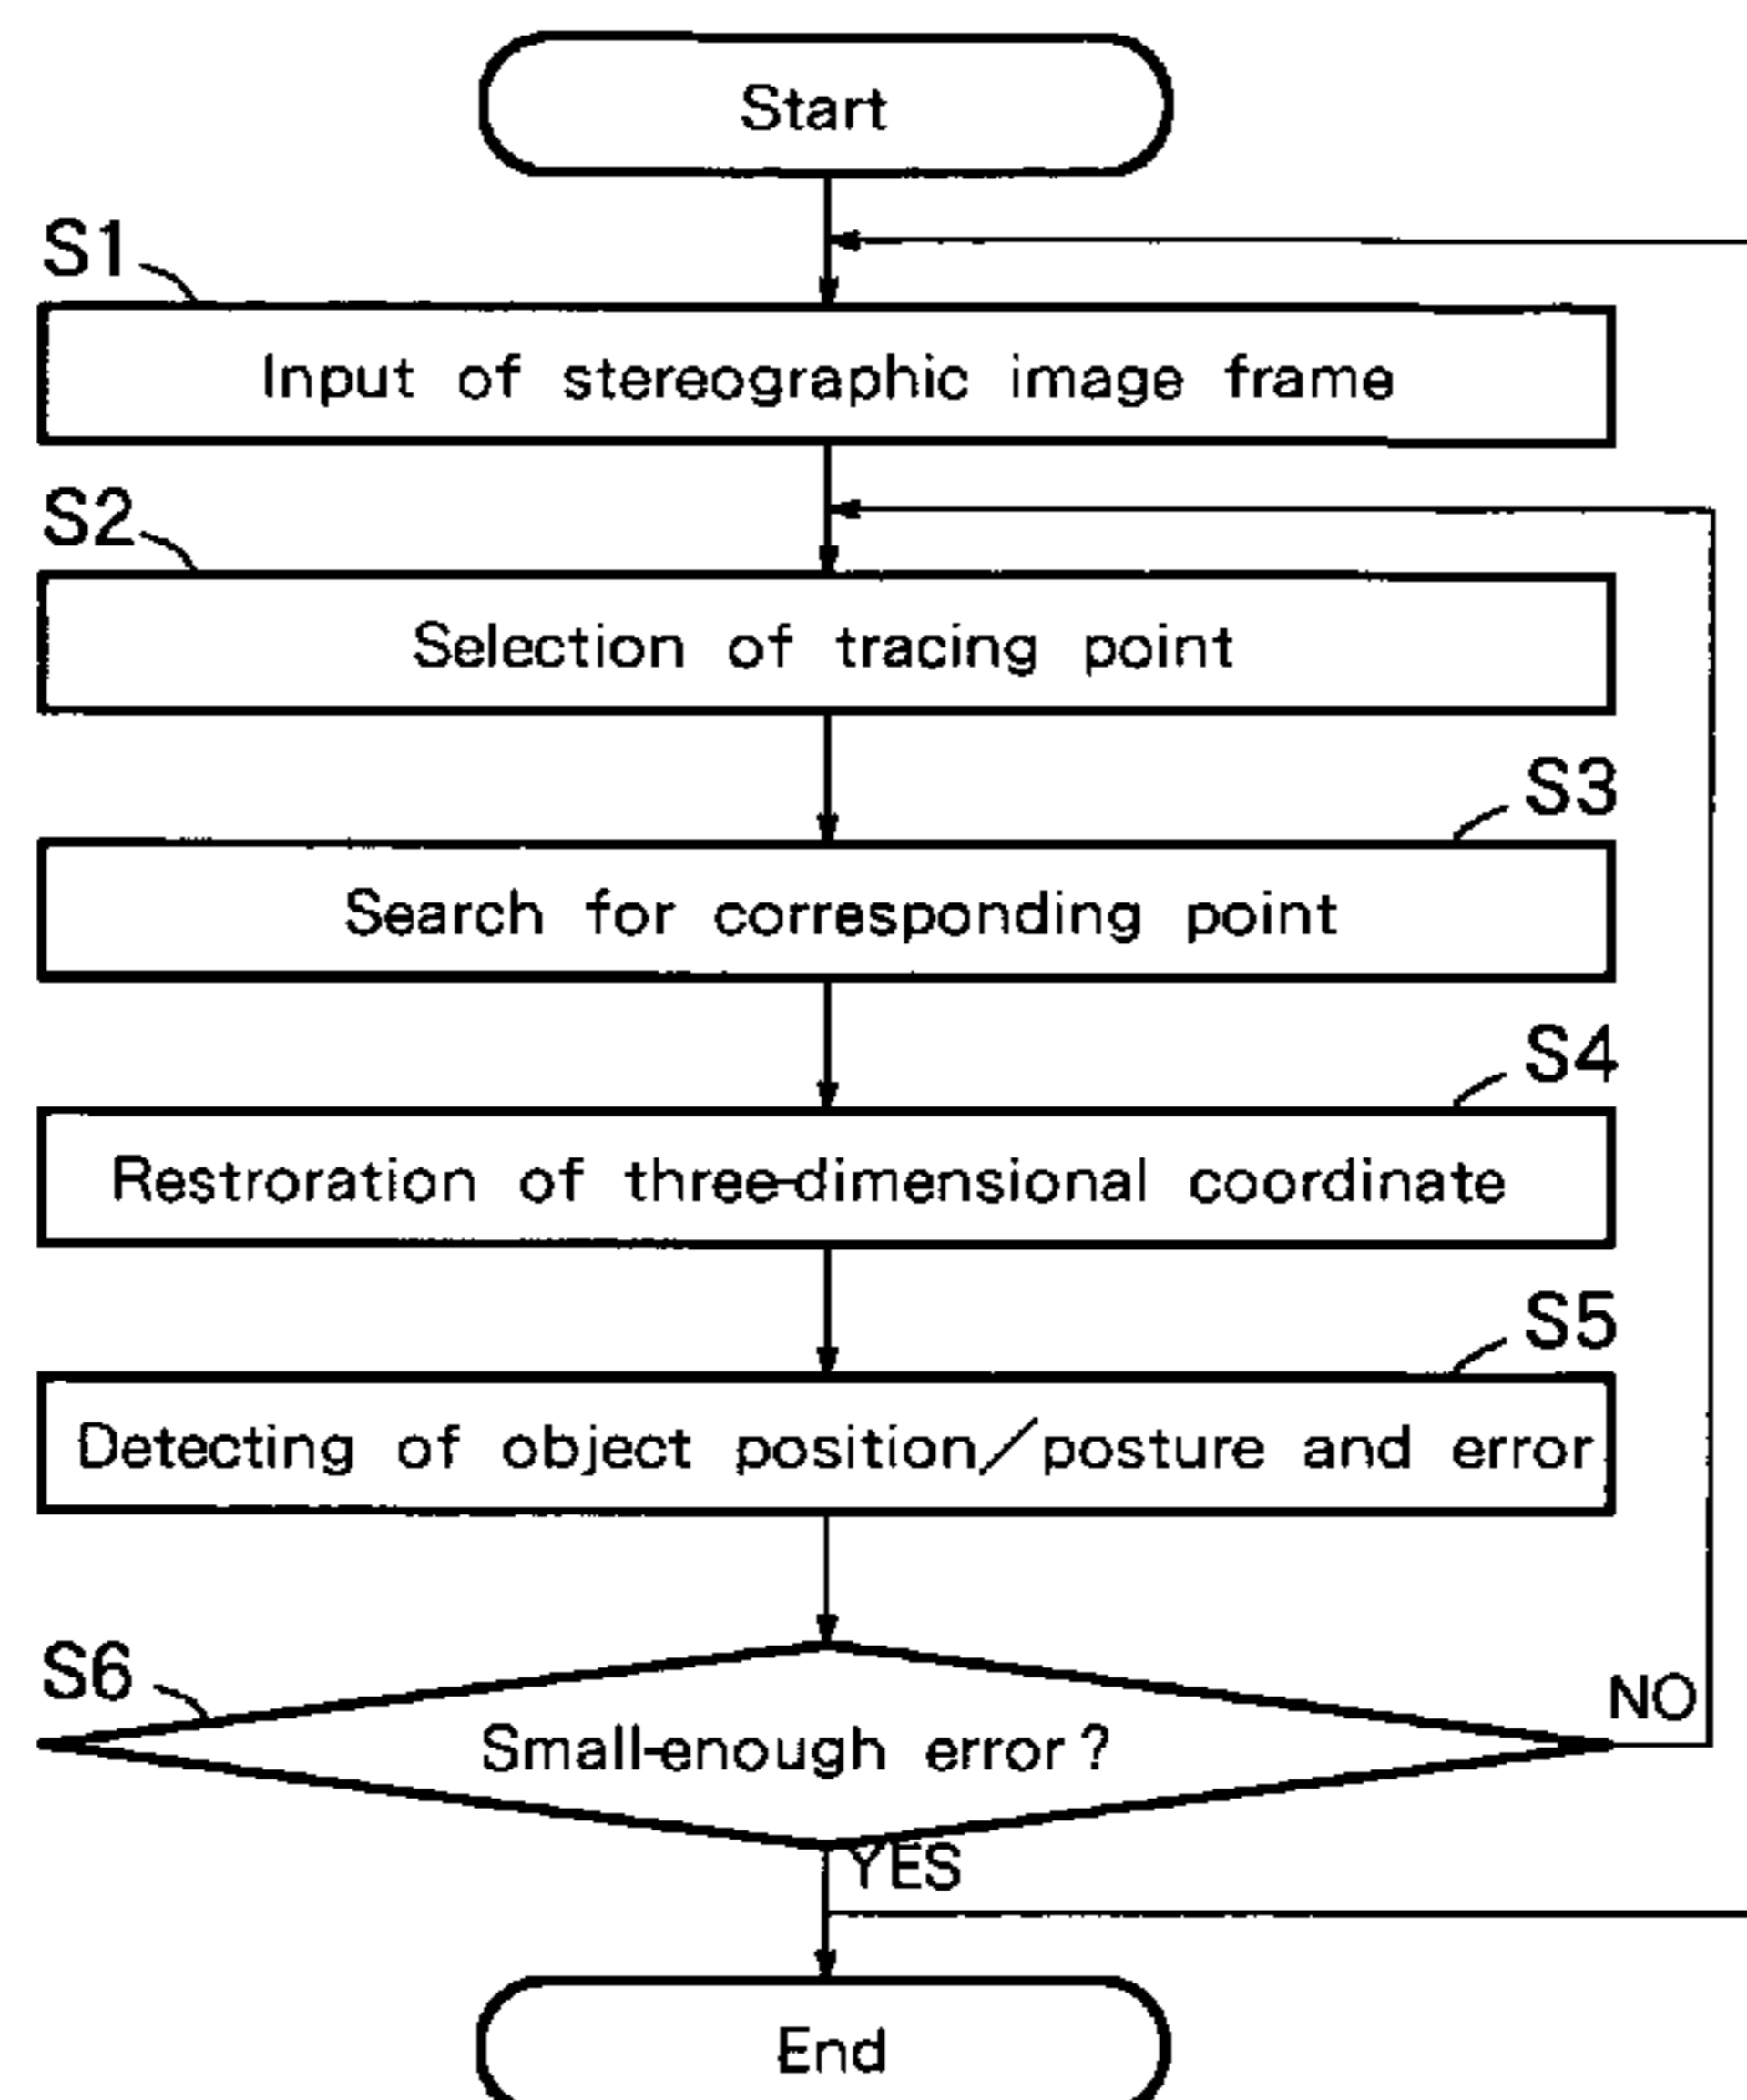 Start
S1
Input of stereographic image frame
S2
Selection of tracing point
S3
Search for corresponding point
S4
Restroration of three-dimensional coordinate
S5
Detecting of object position/posture and error
S6
Small-enough error?
NO
YES
End